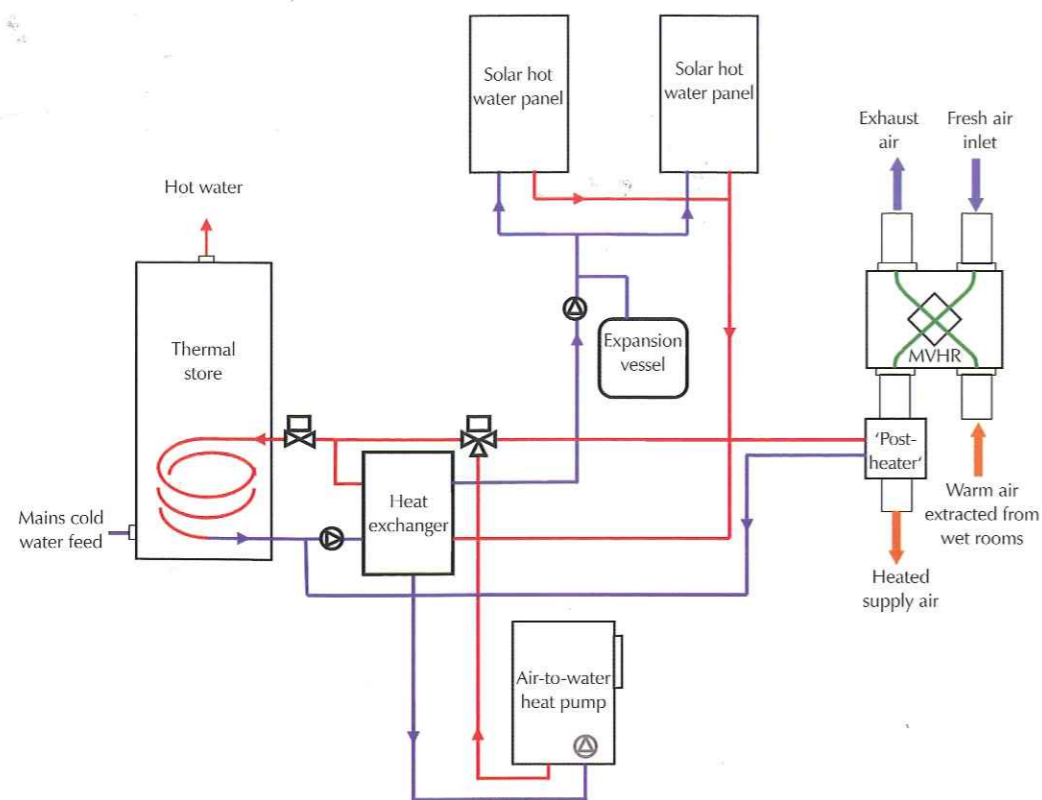 Solar hot
water panel
Solar hot
water panel
Exhaust
air
Fresh air
inlet
Hot water
Thermal
store
Expansion
vessel
MVHR
‘Post-
heater‘
Heat
exchanger
Mains cold
water feed
Warm air
extracted from
wet rooms
Heated
supply air
Air-to-water
heat pump